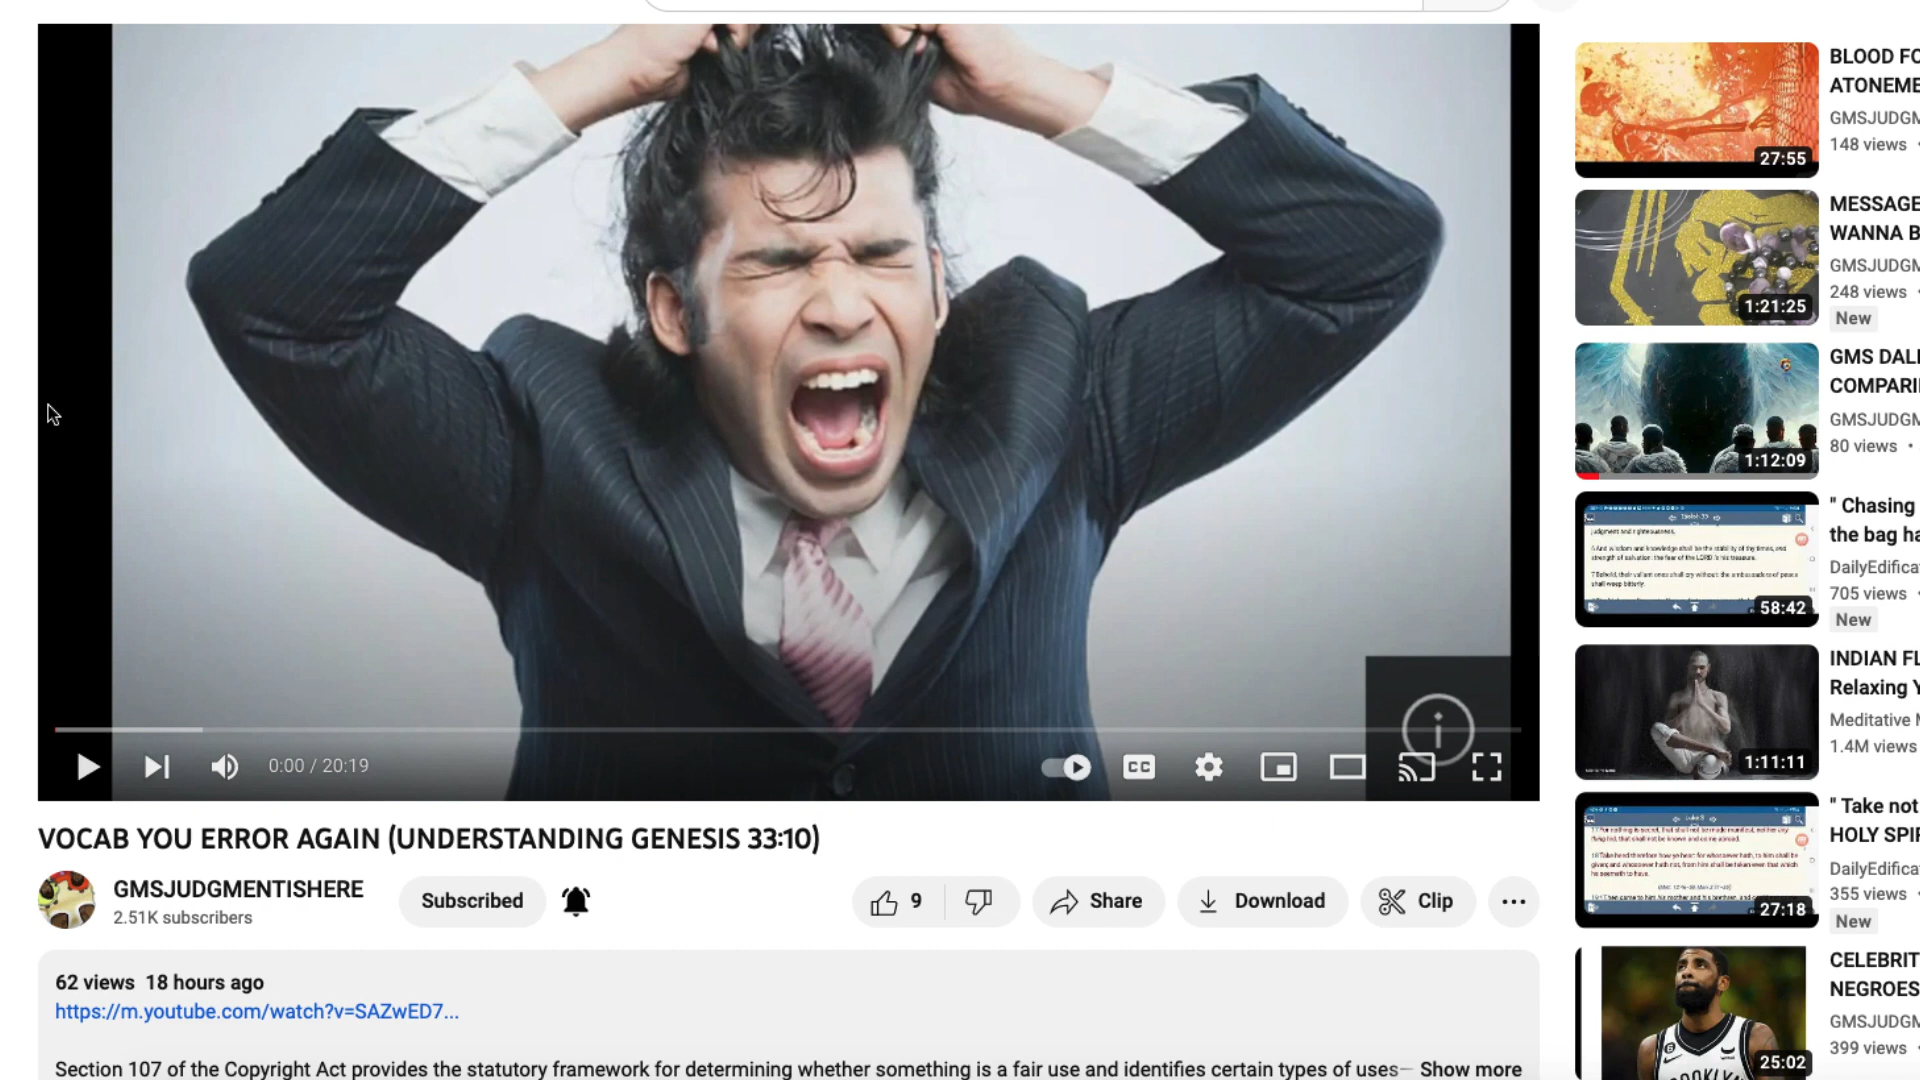 0:00 / 20:19
CC
VOCAB YOU ERROR AGAIN (UNDERSTANDING GENESIS 33:10)
GMSJUDGMENTISHERE
2.51K subscribers
Subscribed
9
Share
Download
Clip
62 views 18 hours ago
https://m.youtube.com/watch?v=SAZwED7...
Section 107 of the Copyright Act provides the statutory framework for determining whether something is a fair use and identifies certain types of uses— Show more
27:55
BLOOD FO
ATONEME
GMSJUDGM
148 views
1:21:25
MESSAGE
WANNA B
GMSJUDGM
248 views
New
1:12:09
GMS DALL
COMPARI
GMSJUDGM
80 views
58:42
" Chasing
the bag ha
DailyEdifica
705 views
New
1:11:11
INDIAN FL
Relaxing Y
Meditative M
1.4M views
27:18
" Take not
HOLY SPIR
DailyEdifica
355 views
New
25:02
CELEBRIT
NEGROES
GMSJUDGM
399 views